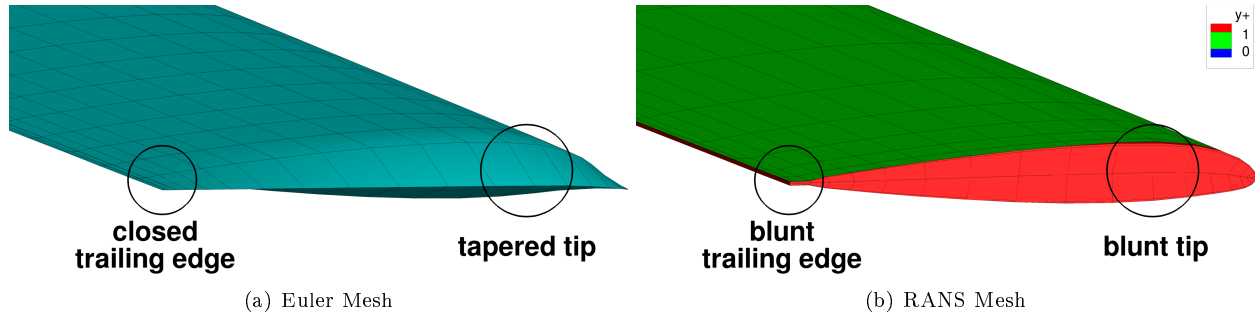 closed
trailing edge
tapered tip
(a) Euler Mesh
y+
1
0
blunt
trailing edge
blunt tip
(b) RANS Mesh